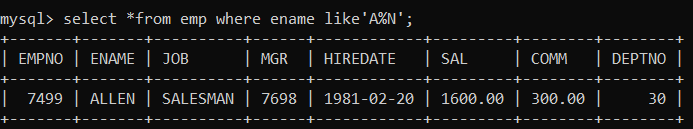 mysql> select *from emp where ename like'A%N';
+-------+-------+----------+------+------------+---------+--------+--------+
| EMPNO | ENAME | JOB      | MGR  | HIREDATE   | SAL     | COMM   | DEPTNO |
+-------+-------+----------+------+------------+---------+--------+--------+
|  7499 | ALLEN | SALESMAN | 7698 | 1981-02-20 | 1600.00 | 300.00 |     30 |
+-------+-------+----------+------+------------+---------+--------+--------+